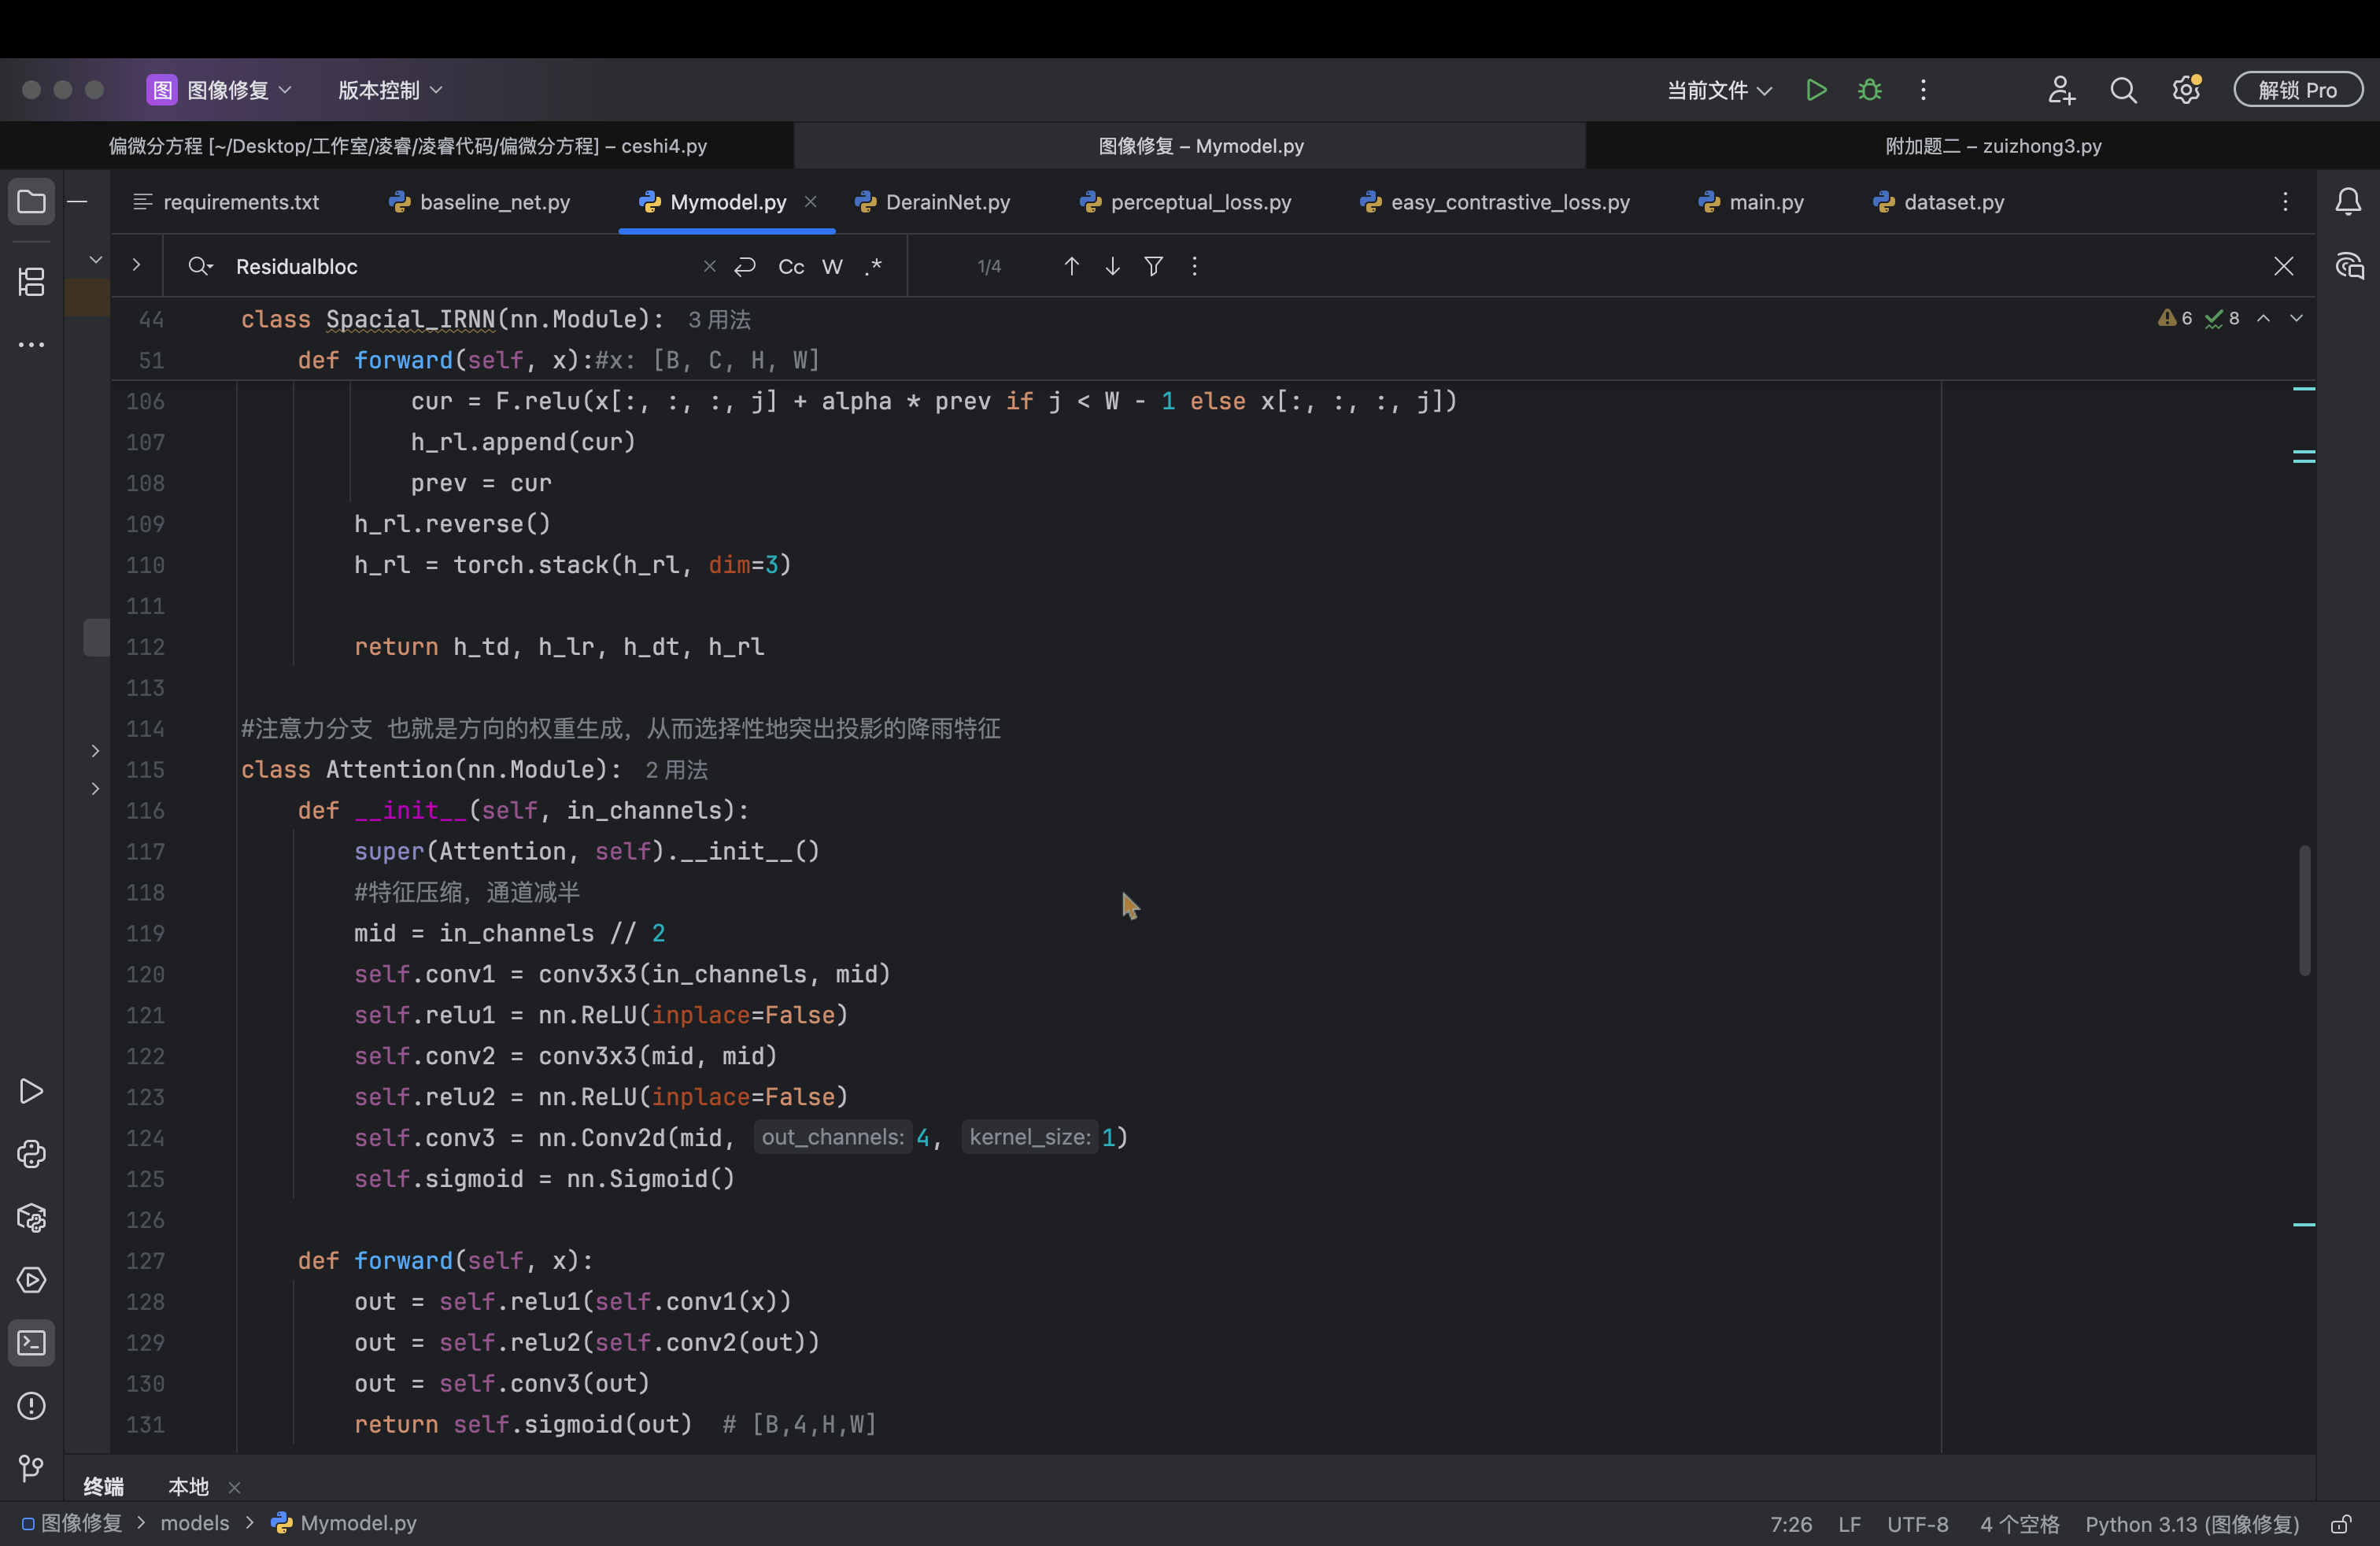 图 图像修复 版本控制 当前文件 解锁 Pro
偏微分方程 [~/Desktop/工作室/凌睿/凌睿代码/偏微分方程] – ceshi4.py 图像修复 – Mymodel.py 附加题二 – zuizhong3.py
requirements.txt baseline_net.py Mymodel.py DerainNet.py perceptual_loss.py easy_contrastive_loss.py main.py dataset.py
Residualbloc Cc W .* 1/4
44 class Spacial_IRNN(nn.Module): 3 用法 6 8
51 def forward(self, x):#x: [B, C, H, W]
106 cur = F.relu(x[:, :, :, j] + alpha * prev if j < W - 1 else x[:, :, :, j])
107 h_rl.append(cur)
108 prev = cur
109 h_rl.reverse()
110 h_rl = torch.stack(h_rl, dim=3)
111
112 return h_td, h_lr, h_dt, h_rl
113
114 #注意力分支 也就是方向的权重生成，从而选择性地突出投影的降雨特征
115 class Attention(nn.Module): 2 用法
116 def __init__(self, in_channels):
117 super(Attention, self).__init__()
118 #特征压缩，通道减半
119 mid = in_channels // 2
120 self.conv1 = conv3x3(in_channels, mid)
121 self.relu1 = nn.ReLU(inplace=False)
122 self.conv2 = conv3x3(mid, mid)
123 self.relu2 = nn.ReLU(inplace=False)
124 self.conv3 = nn.Conv2d(mid, out_channels: 4, kernel_size: 1)
125 self.sigmoid = nn.Sigmoid()
126
127 def forward(self, x):
128 out = self.relu1(self.conv1(x))
129 out = self.relu2(self.conv2(out))
130 out = self.conv3(out)
131 return self.sigmoid(out) # [B,4,H,W]
终端 本地
图像修复 models Mymodel.py 7:26 LF UTF-8 4 个空格 Python 3.13 (图像修复)